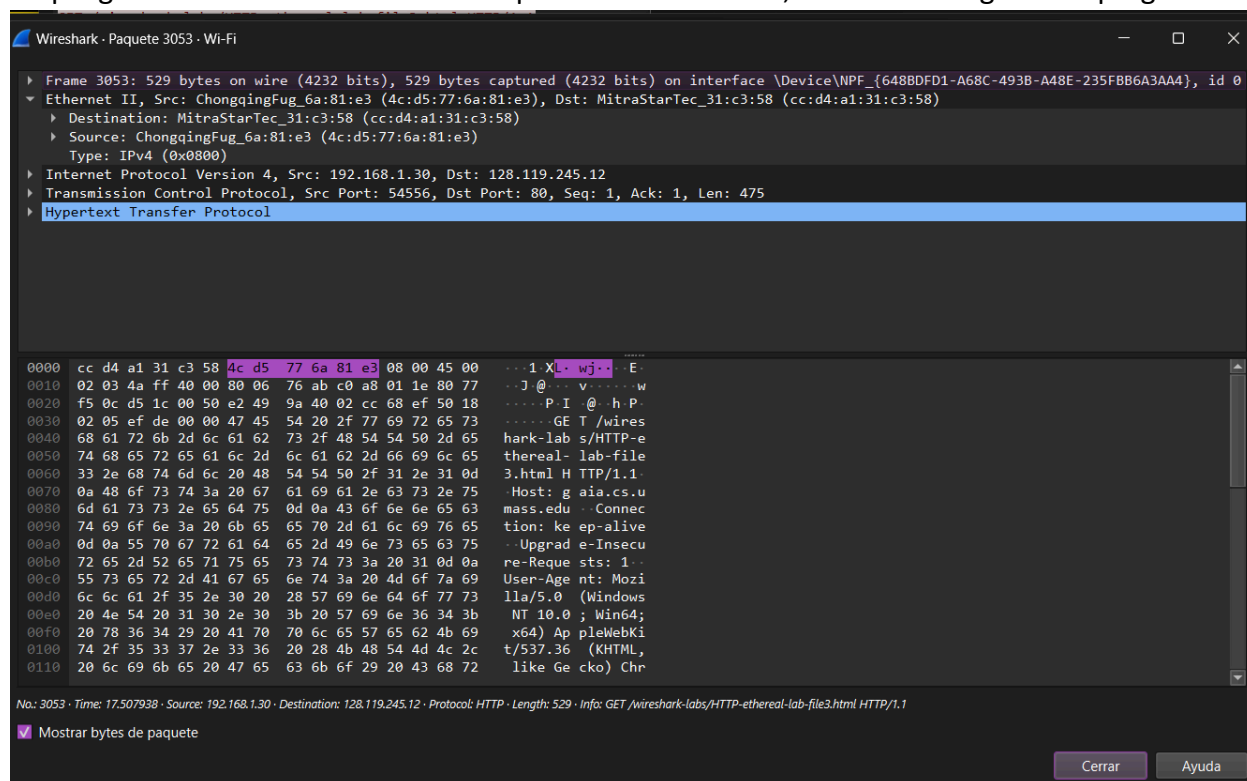 Wireshark · Paquete 3053 · Wi-Fi
Frame 3053: 529 bytes on wire (4232 bits), 529 bytes captured (4232 bits) on interface \Device\NPF_{648BDFD1-A68C-493B-A48E-235FBB6A3AA4}, id 0
Ethernet II, Src: ChongqingFug_6a:81:e3 (4c:d5:77:6a:81:e3), Dst: MitraStarTec_31:c3:58 (cc:d4:a1:31:c3:58)
Destination: MitraStarTec_31:c3:58 (cc:d4:a1:31:c3:58)
Source: ChongqingFug_6a:81:e3 (4c:d5:77:6a:81:e3)
Type: IPv4 (0x0800)
Internet Protocol Version 4, Src: 192.168.1.30, Dst: 128.119.245.12
Transmission Control Protocol, Src Port: 54556, Dst Port: 80, Seq: 1, Ack: 1, Len: 475
Hypertext Transfer Protocol
0000 cc d4 a1 31 c3 58 4c d5 77 6a 81 e3 08 00 45 00 ···1·XL· wj····E·
0010 02 03 4a ff 40 00 80 06 76 ab c0 a8 01 1e 80 77 ··J·@··· v······w
0020 f5 0c d5 1c 00 50 e2 49 9a 40 02 cc 68 ef 50 18 ·····P·I ·@··h·P·
0030 02 05 ef de 00 00 47 45 54 20 2f 77 69 72 65 73 ······GE T /wires
0040 68 61 72 6b 2d 6c 61 62 73 2f 48 54 54 50 2d 65 hark-lab s/HTTP-e
0050 74 68 65 72 65 61 6c 2d 6c 61 62 2d 66 69 6c 65 thereal- lab-file
0060 33 2e 68 74 6d 6c 20 48 54 54 50 2f 31 2e 31 0d 3.html H TTP/1.1·
0070 0a 48 6f 73 74 3a 20 67 61 69 61 2e 63 73 2e 75 ·Host: g aia.cs.u
0080 6d 61 73 73 2e 65 64 75 0d 0a 43 6f 6e 6e 65 63 mass.edu ··Connec
0090 74 69 6f 6e 3a 20 6b 65 65 70 2d 61 6c 69 76 65 tion: ke ep-alive
00a0 0d 0a 55 70 67 72 61 64 65 2d 49 6e 73 65 63 75 ··Upgrad e-Insecu
00b0 72 65 2d 52 65 71 75 65 73 74 73 3a 20 31 0d 0a re-Reque sts: 1··
00c0 55 73 65 72 2d 41 67 65 6e 74 3a 20 4d 6f 7a 69 User-Age nt: Mozi
00d0 6c 6c 61 2f 35 2e 30 20 28 57 69 6e 64 6f 77 73 lla/5.0 (Windows
00e0 20 4e 54 20 31 30 2e 30 3b 20 57 69 6e 36 34 3b NT 10.0 ; Win64;
00f0 20 78 36 34 29 20 41 70 70 6c 65 57 65 62 4b 69 x64) Ap pleWebKi
0100 74 2f 35 33 37 2e 33 36 20 28 4b 48 54 4d 4c 2c t/537.36 (KHTML,
0110 20 6c 69 6b 65 20 47 65 63 6b 6f 29 20 43 68 72 like Ge cko) Chr
No.: 3053 · Time: 17.507938 · Source: 192.168.1.30 · Destination: 128.119.245.12 · Protocol: HTTP · Length: 529 · Info: GET /wireshark-labs/HTTP-ethereal-lab-file3.html HTTP/1.1
Mostrar bytes de paquete
Cerrar Ayuda